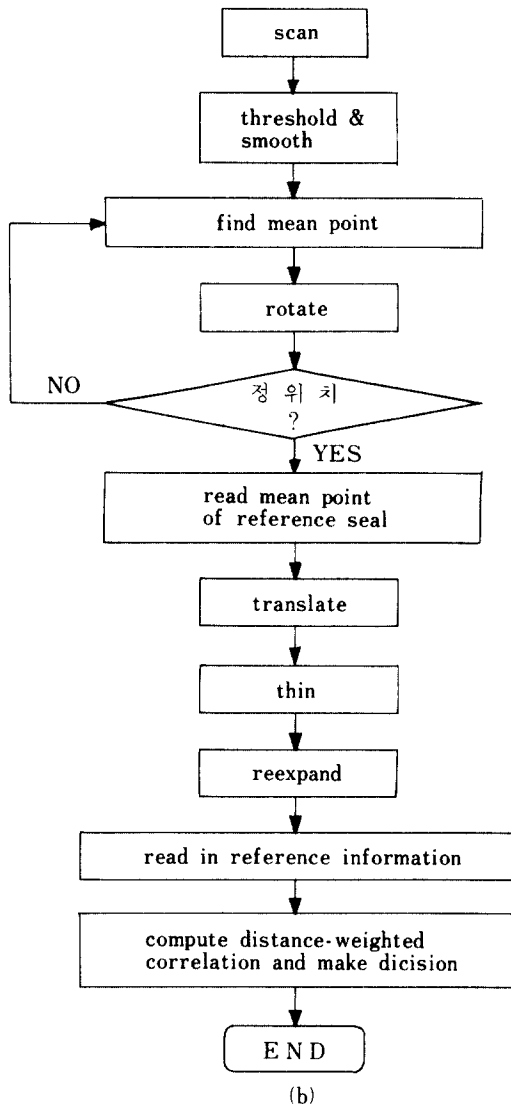 scan
threshold &
smooth
find mean point
rotate
NO
정 위 치
?
YES
read mean point
of reference seal
translate
thin
reexpand
read in reference information
compute distance-weighted
correlation and make dicision
END
(b)